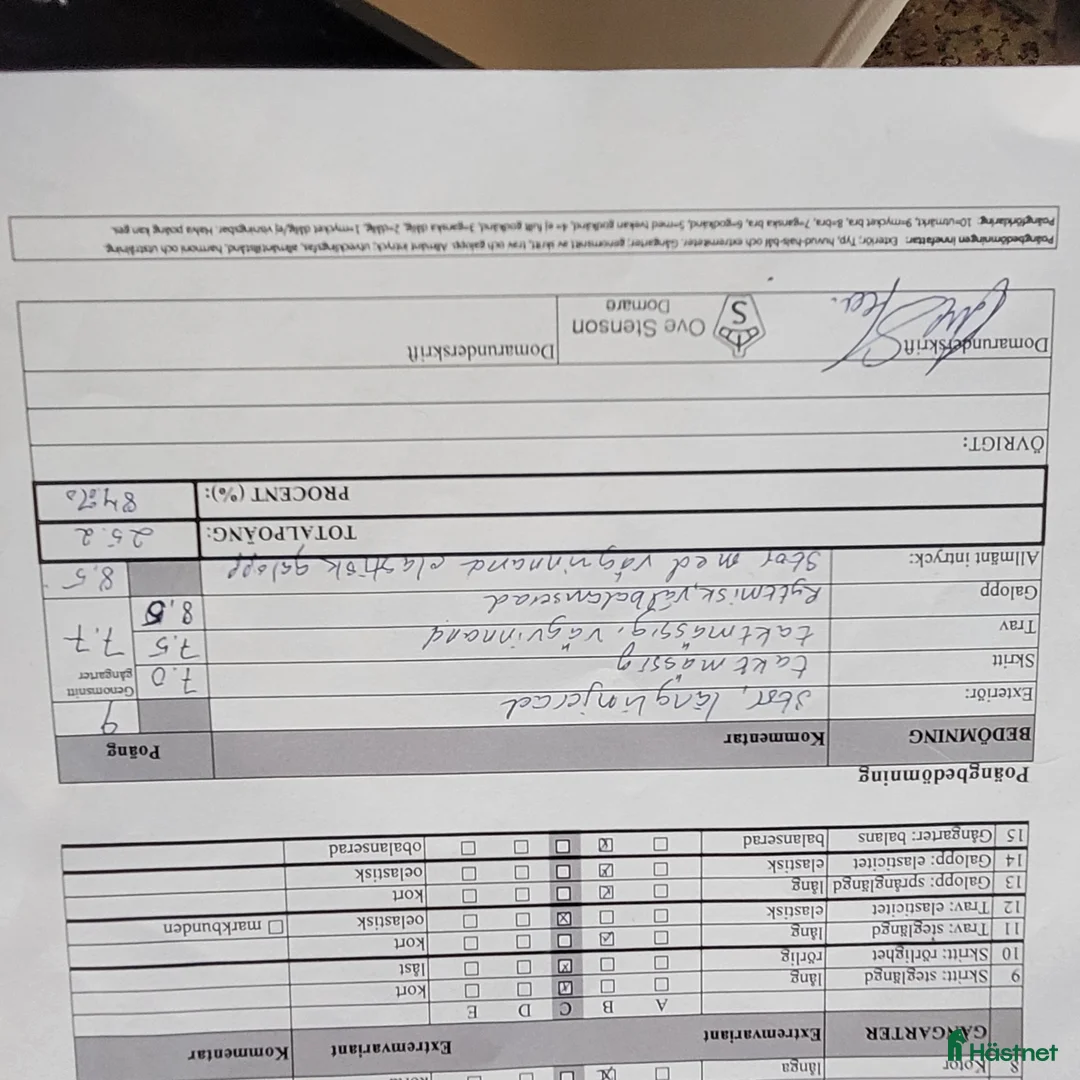 8 Kotor långa
GÅNGARTER Extremvariant Extremvariant Kommentar
A B C D E
9 Skritt: steglängd lång kort
10 Skritt: rörlighet rörlig låst
11 Trav: steglängd lång kort
12 Trav: elasticitet elastisk oelastisk markbunden
13 Galopp: språnglängd lång kort
14 Galopp: elasticitet elastisk oelastisk
15 Gångarter: balans balanserad obalanserad
Poängbedömning
BEDÖMNING Kommentar Poäng
Exteriör: Stor, långlinjerad 9
Skritt taktmässig 7.0 Genomsnitt gångarter
Trav taktmässig, vägvinnand 7.5 7.7
Galopp Rytmisk, välbalanserad 8,5
Allmänt intryck: Stor med vägvinnand elastisk galopp 8.5
TOTALPOÄNG: 25.2
PROCENT (%): 84%
ÖVRIGT:
Domarunderskrift Ove Stenson Domare S Domarunderskrift
Poängbedömningen innefattar: Exteriör; Typ, huvud-hals-bål och extremiteter. Gångarter; genomsnitt av skritt, trav och galopp. Allmänt intryck; utvecklingsfas, allmäntillstånd, harmoni och utstrålning
Poängförklaring: 10=utmärkt, 9=mycket bra, 8=bra, 7=ganska bra, 6=godkänd, 5=med tvekan godkänd, 4= ej fullt godkänd, 3=ganska dålig, 2=dålig, 1=mycket dålig/ej visningsbar. Halva poäng kan ges.
Hästnet